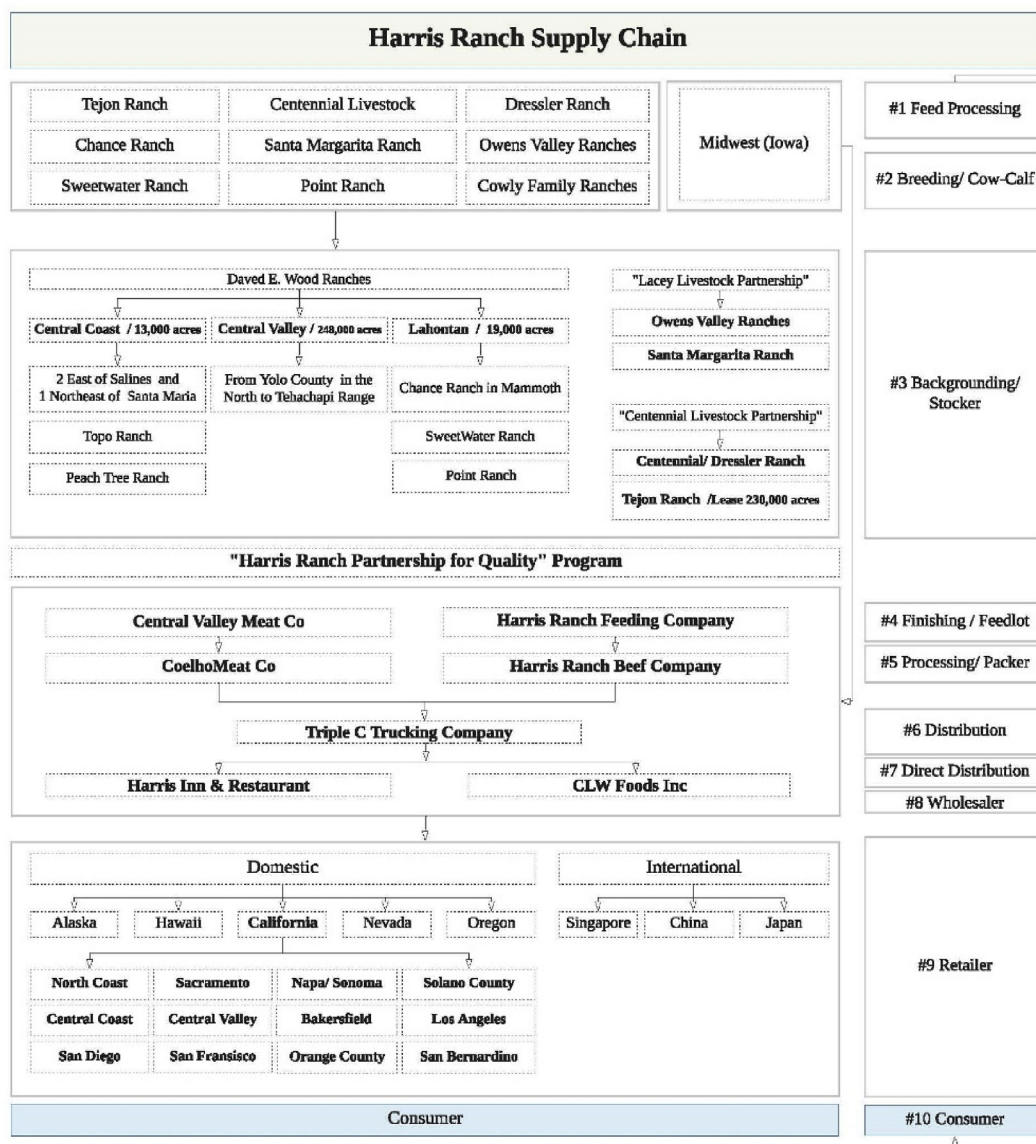 Harris Ranch Supply Chain
Tejon Ranch
Centennial Livestock
Dressler Ranch
Chance Ranch
Santa Margarita Ranch
Owens Valley Ranches
Sweetwater Ranch
Point Ranch
Cowly Family Ranches
Midwest (Iowa)
#1 Feed Processing
#2 Breeding/ Cow-Calf
Daved E. Wood Ranches
Central Coast / 13,000 acres
Central Valley / 248,000 acres
Lahontan / 19,000 acres
2 East of Salines and
1 Northeast of Santa Maria
From Yolo County in the
North to Tehachapi Range
Chance Ranch in Mammoth
Topo Ranch
SweetWater Ranch
Peach Tree Ranch
Point Ranch
"Lacey Livestock Partnership"
Owens Valley Ranches
Santa Margarita Ranch
"Centennial Livestock Partnership"
Centennial/ Dressler Ranch
Tejon Ranch /Lease 230,000 acres
#3 Backgrounding/
Stocker
"Harris Ranch Partnership for Quality" Program
Central Valley Meat Co
Harris Ranch Feeding Company
CoelhoMeat Co
Harris Ranch Beef Company
Triple C Trucking Company
Harris Inn & Restaurant
CLW Foods Inc
#4 Finishing / Feedlot
#5 Processing/ Packer
#6 Distribution
#7 Direct Distribution
#8 Wholesaler
Domestic
International
Alaska
Hawaii
California
Nevada
Oregon
Singapore
China
Japan
North Coast
Sacramento
Napa/ Sonoma
Solano County
Central Coast
Central Valley
Bakersfield
Los Angeles
San Diego
San Fransisco
Orange County
San Bernardino
#9 Retailer
Consumer
#10 Consumer